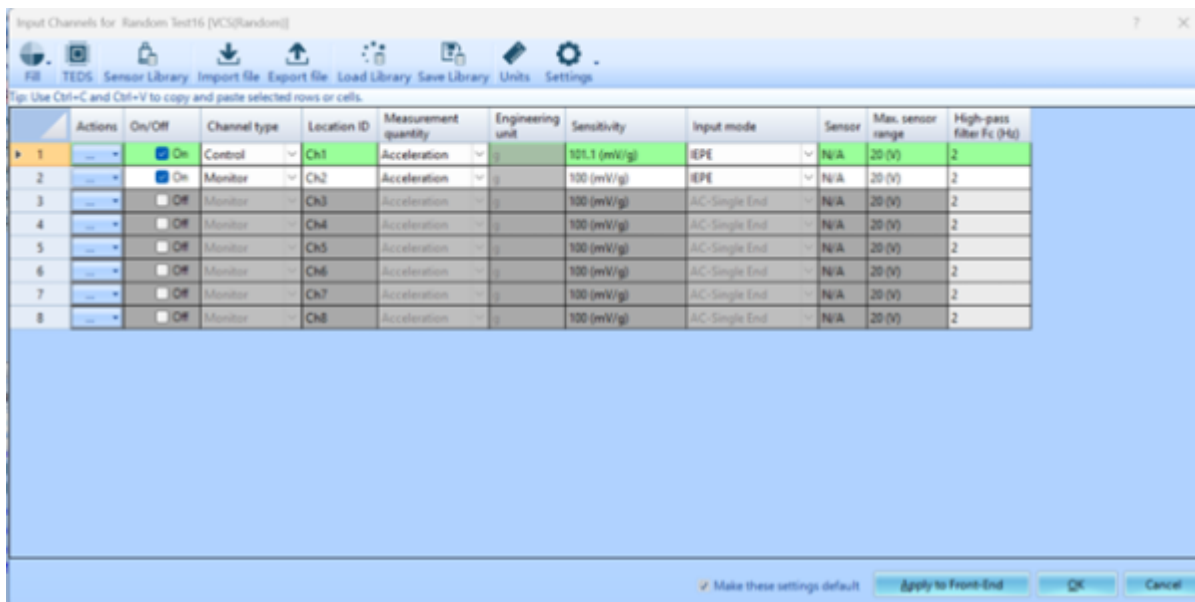 Input Channels for Random Test16 [VCS(Random)]
Fill TEDS Sensor Library Import file Export file Load Library Save Library Units Settings
Tip: Use Ctrl+C and Ctrl+V to copy and paste selected rows or cells.
Actions On/Off Channel type Location ID Measurement quantity Engineering unit Sensitivity Input mode Sensor Max. sensor range High-pass filter Fc (Hz)
1 ... On Control Ch1 Acceleration g 101.1 (mV/g) IEPE N/A 20 (V) 2
2 ... On Monitor Ch2 Acceleration g 100 (mV/g) IEPE N/A 20 (V) 2
3 ... Off Monitor Ch3 Acceleration g 100 (mV/g) AC-Single End N/A 20 (V) 2
4 ... Off Monitor Ch4 Acceleration g 100 (mV/g) AC-Single End N/A 20 (V) 2
5 ... Off Monitor Ch5 Acceleration g 100 (mV/g) AC-Single End N/A 20 (V) 2
6 ... Off Monitor Ch6 Acceleration g 100 (mV/g) AC-Single End N/A 20 (V) 2
7 ... Off Monitor Ch7 Acceleration g 100 (mV/g) AC-Single End N/A 20 (V) 2
8 ... Off Monitor Ch8 Acceleration g 100 (mV/g) AC-Single End N/A 20 (V) 2
Make these settings default Apply to Front-End OK Cancel